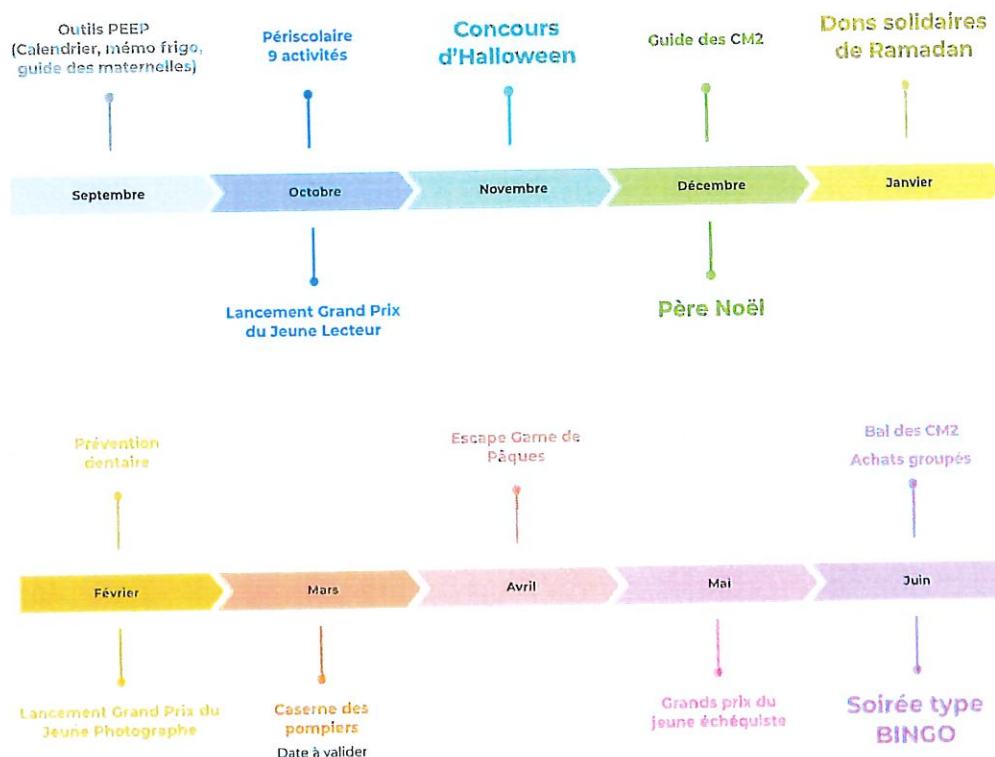 Outils PEEP
(Calendrier, mémo frigo,
guide des maternelles)
Périscolaire
9 activités
Concours
d'Halloween
Guide des CM2
Dons solidaires
de Ramadan
Septembre
Octobre
Novembre
Décembre
Janvier
Lancement Grand Prix
du Jeune Lecteur
Père Noël
Prévention
dentaire
Escape Game de
Pâques
Bal des CM2
Achats groupés
Février
Mars
Avril
Mai
Juin
Lancement Grand Prix du
Jeune Photographe
Caserne des
pompiers
Date à valider
Grands prix du
jeune échéquiste
Soirée type
BINGO